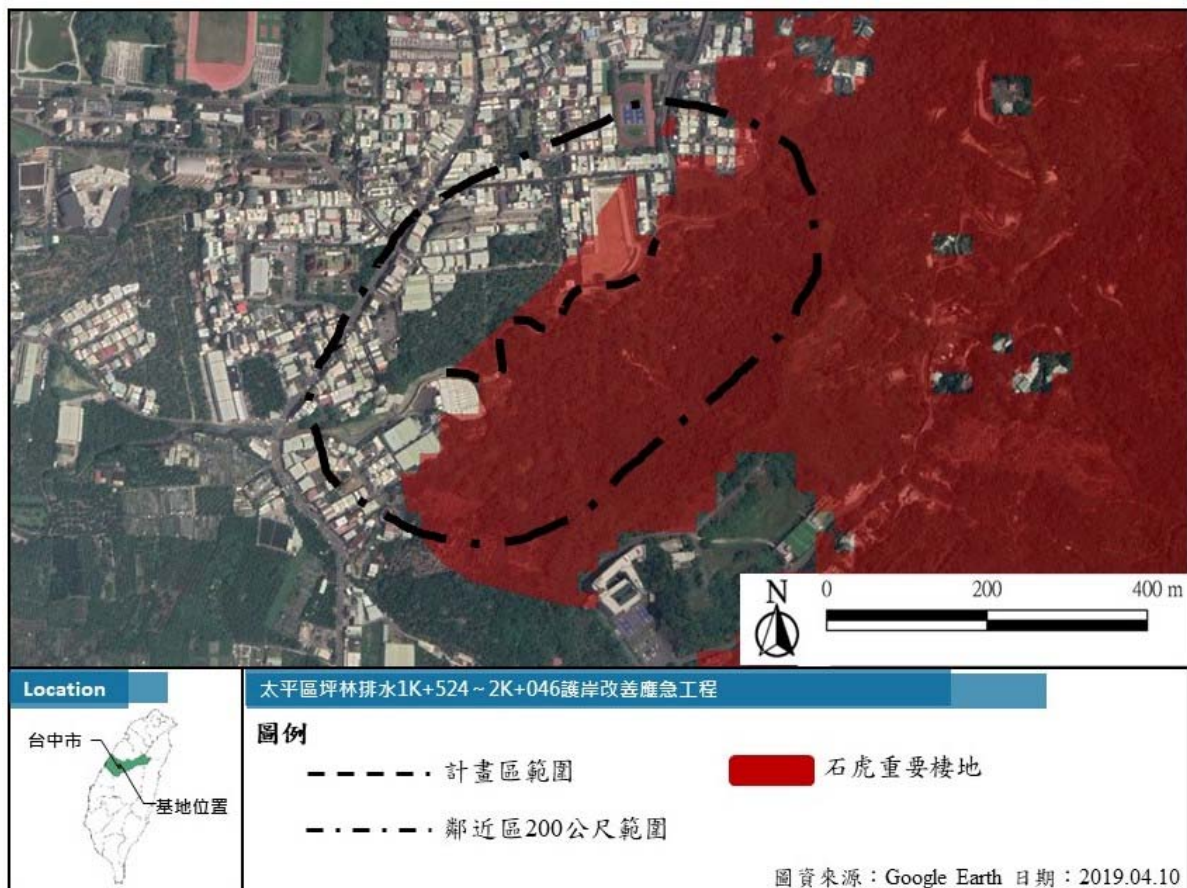 N
0 200 400 m
Location
台中市
基地位置
太平區坪林排水1K+524~2K+046護岸改善應急工程
圖例
計畫區範圍
石虎重要棲地
鄰近區200公尺範圍
圖資來源：Google Earth 日期：2019.04.10